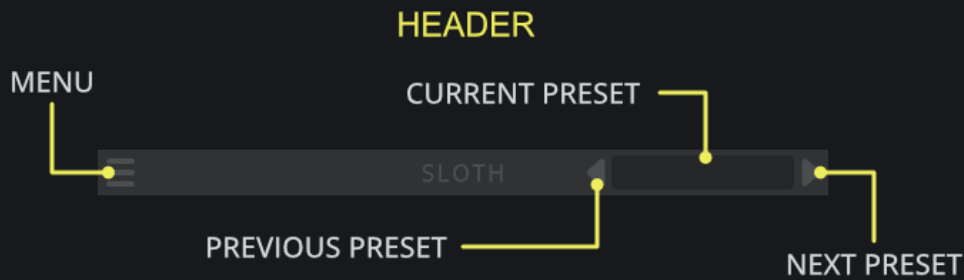 HEADER
MENU
CURRENT PRESET
SLOTH
PREVIOUS PRESET
NEXT PRESET